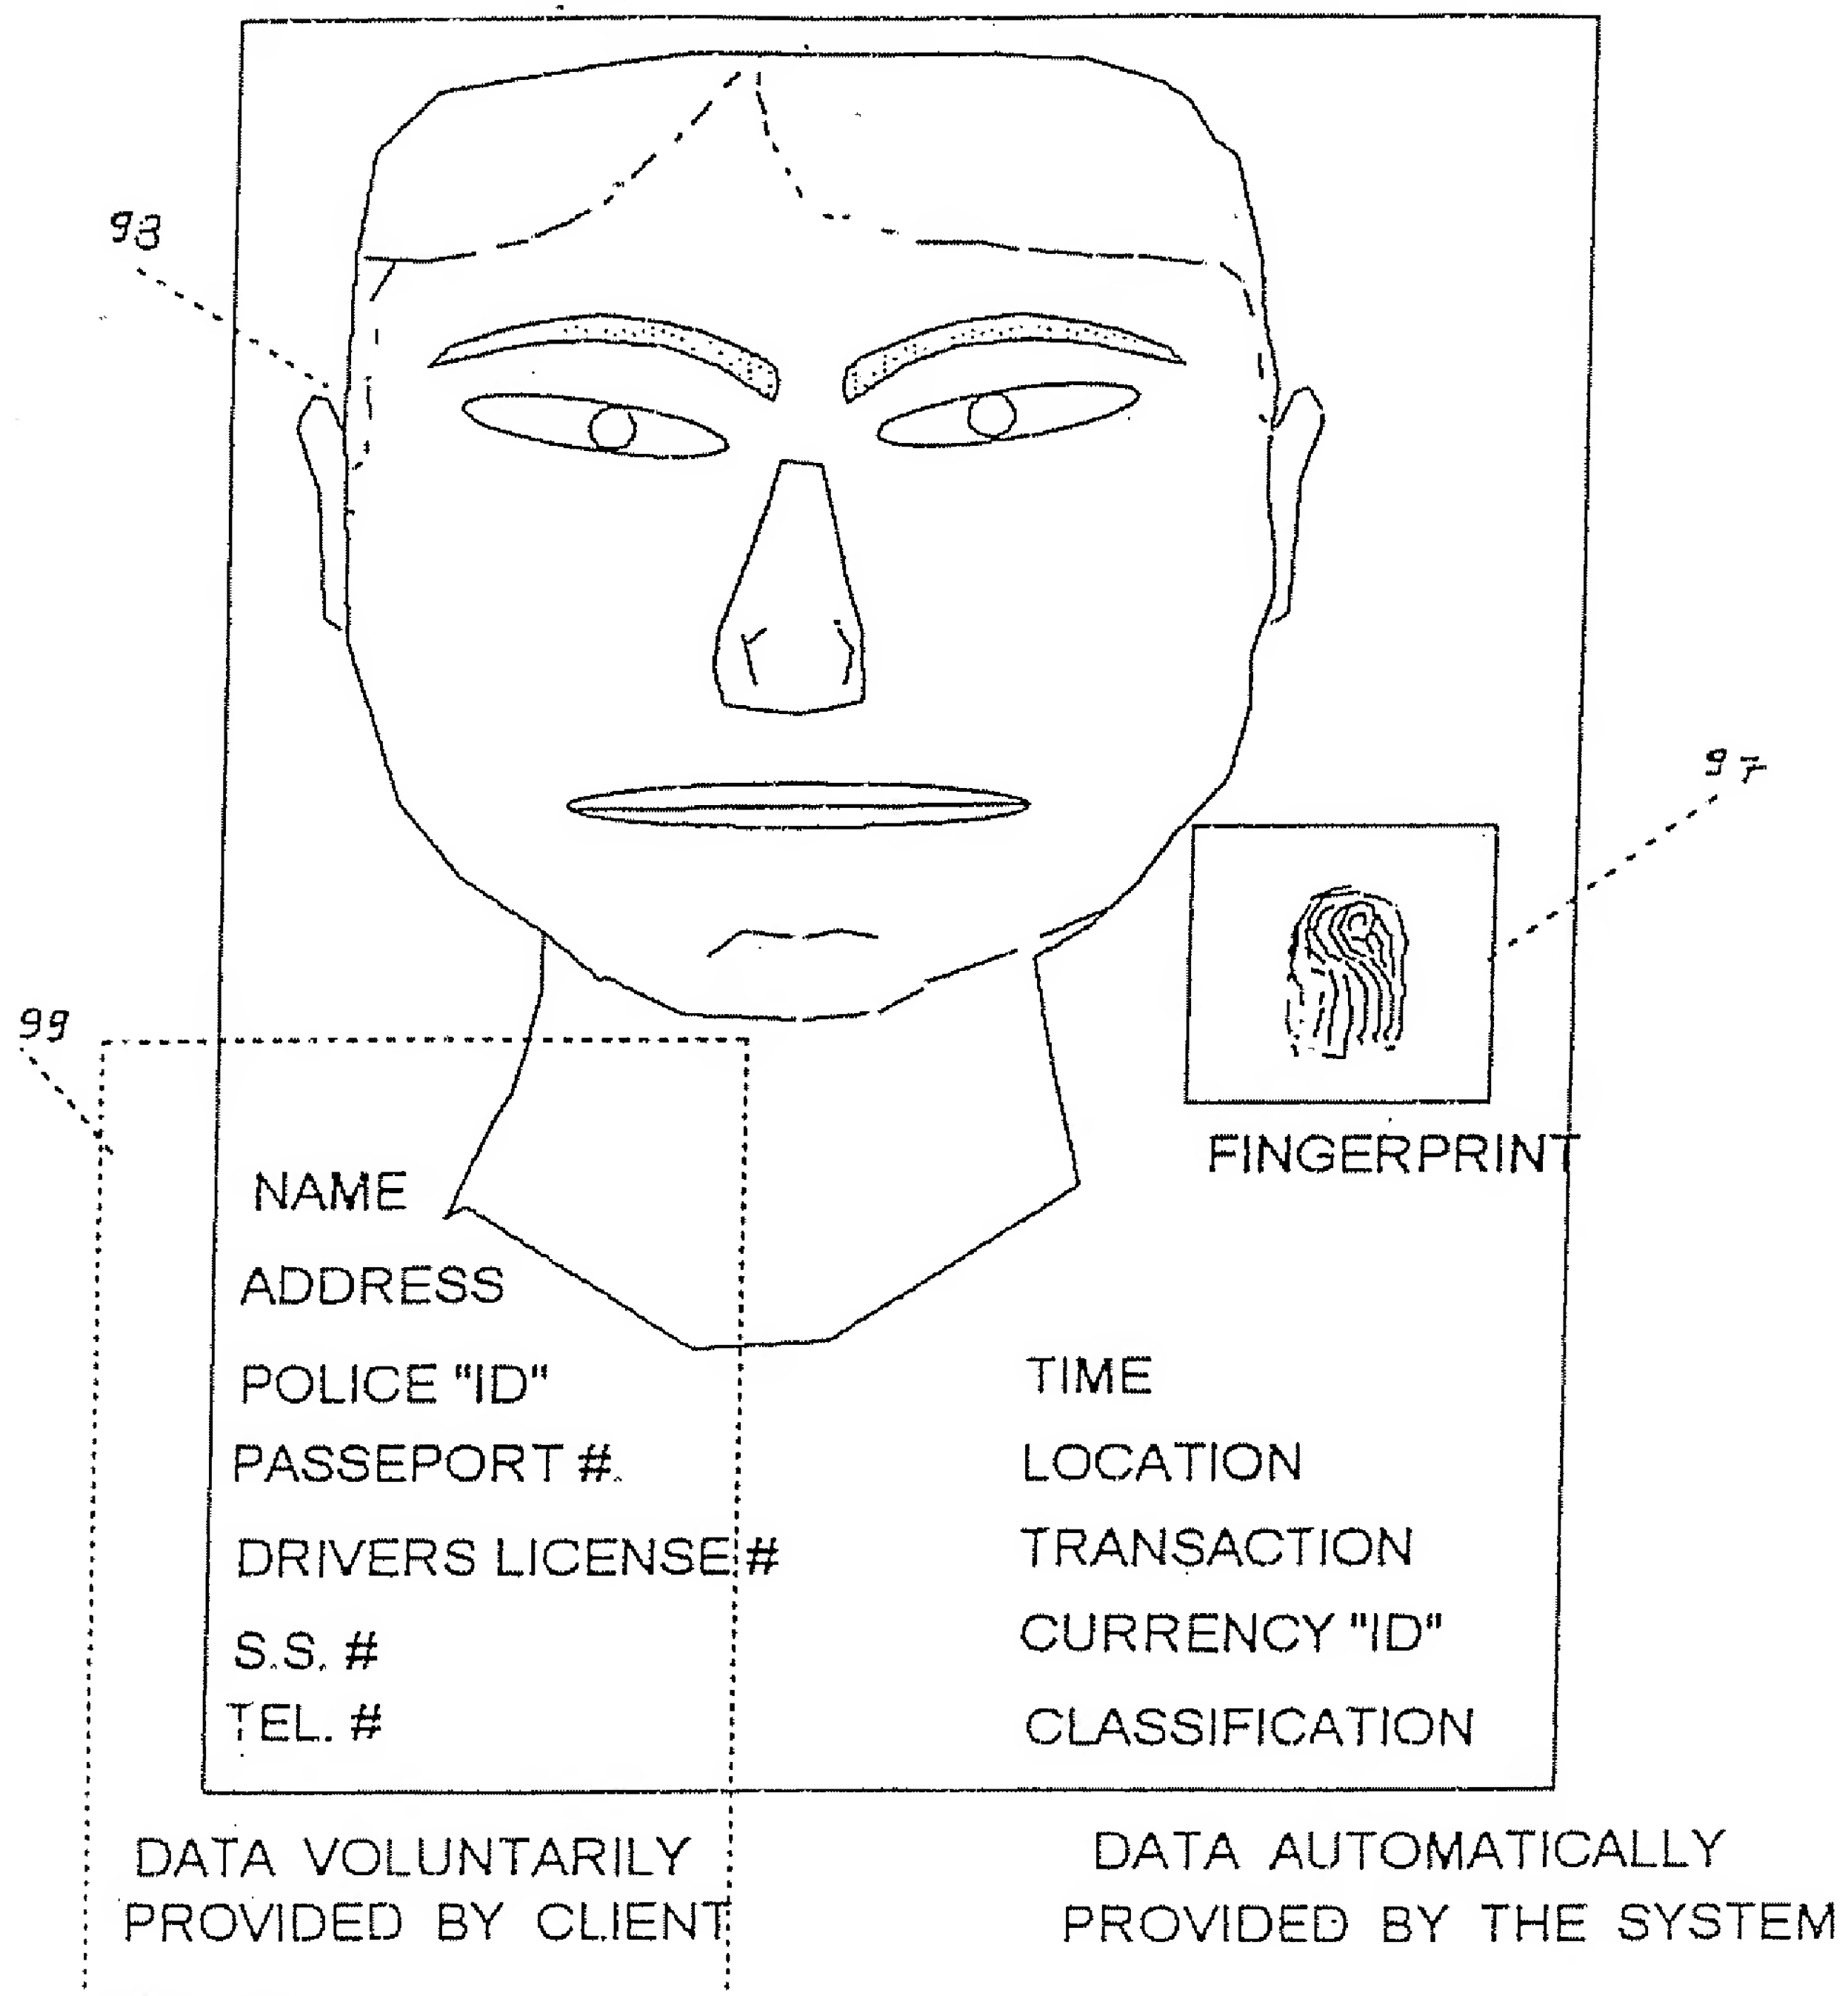 93
97
99
FINGERPRINT
NAME
ADDRESS
POLICE "ID"
PASSEPORT #.
DRIVERS LICENSE #
S.S. #
TEL. #
TIME
LOCATION
TRANSACTION
CURRENCY "ID"
CLASSIFICATION
DATA VOLUNTARILY
PROVIDED BY CLIENT
DATA AUTOMATICALLY
PROVIDED BY THE SYSTEM